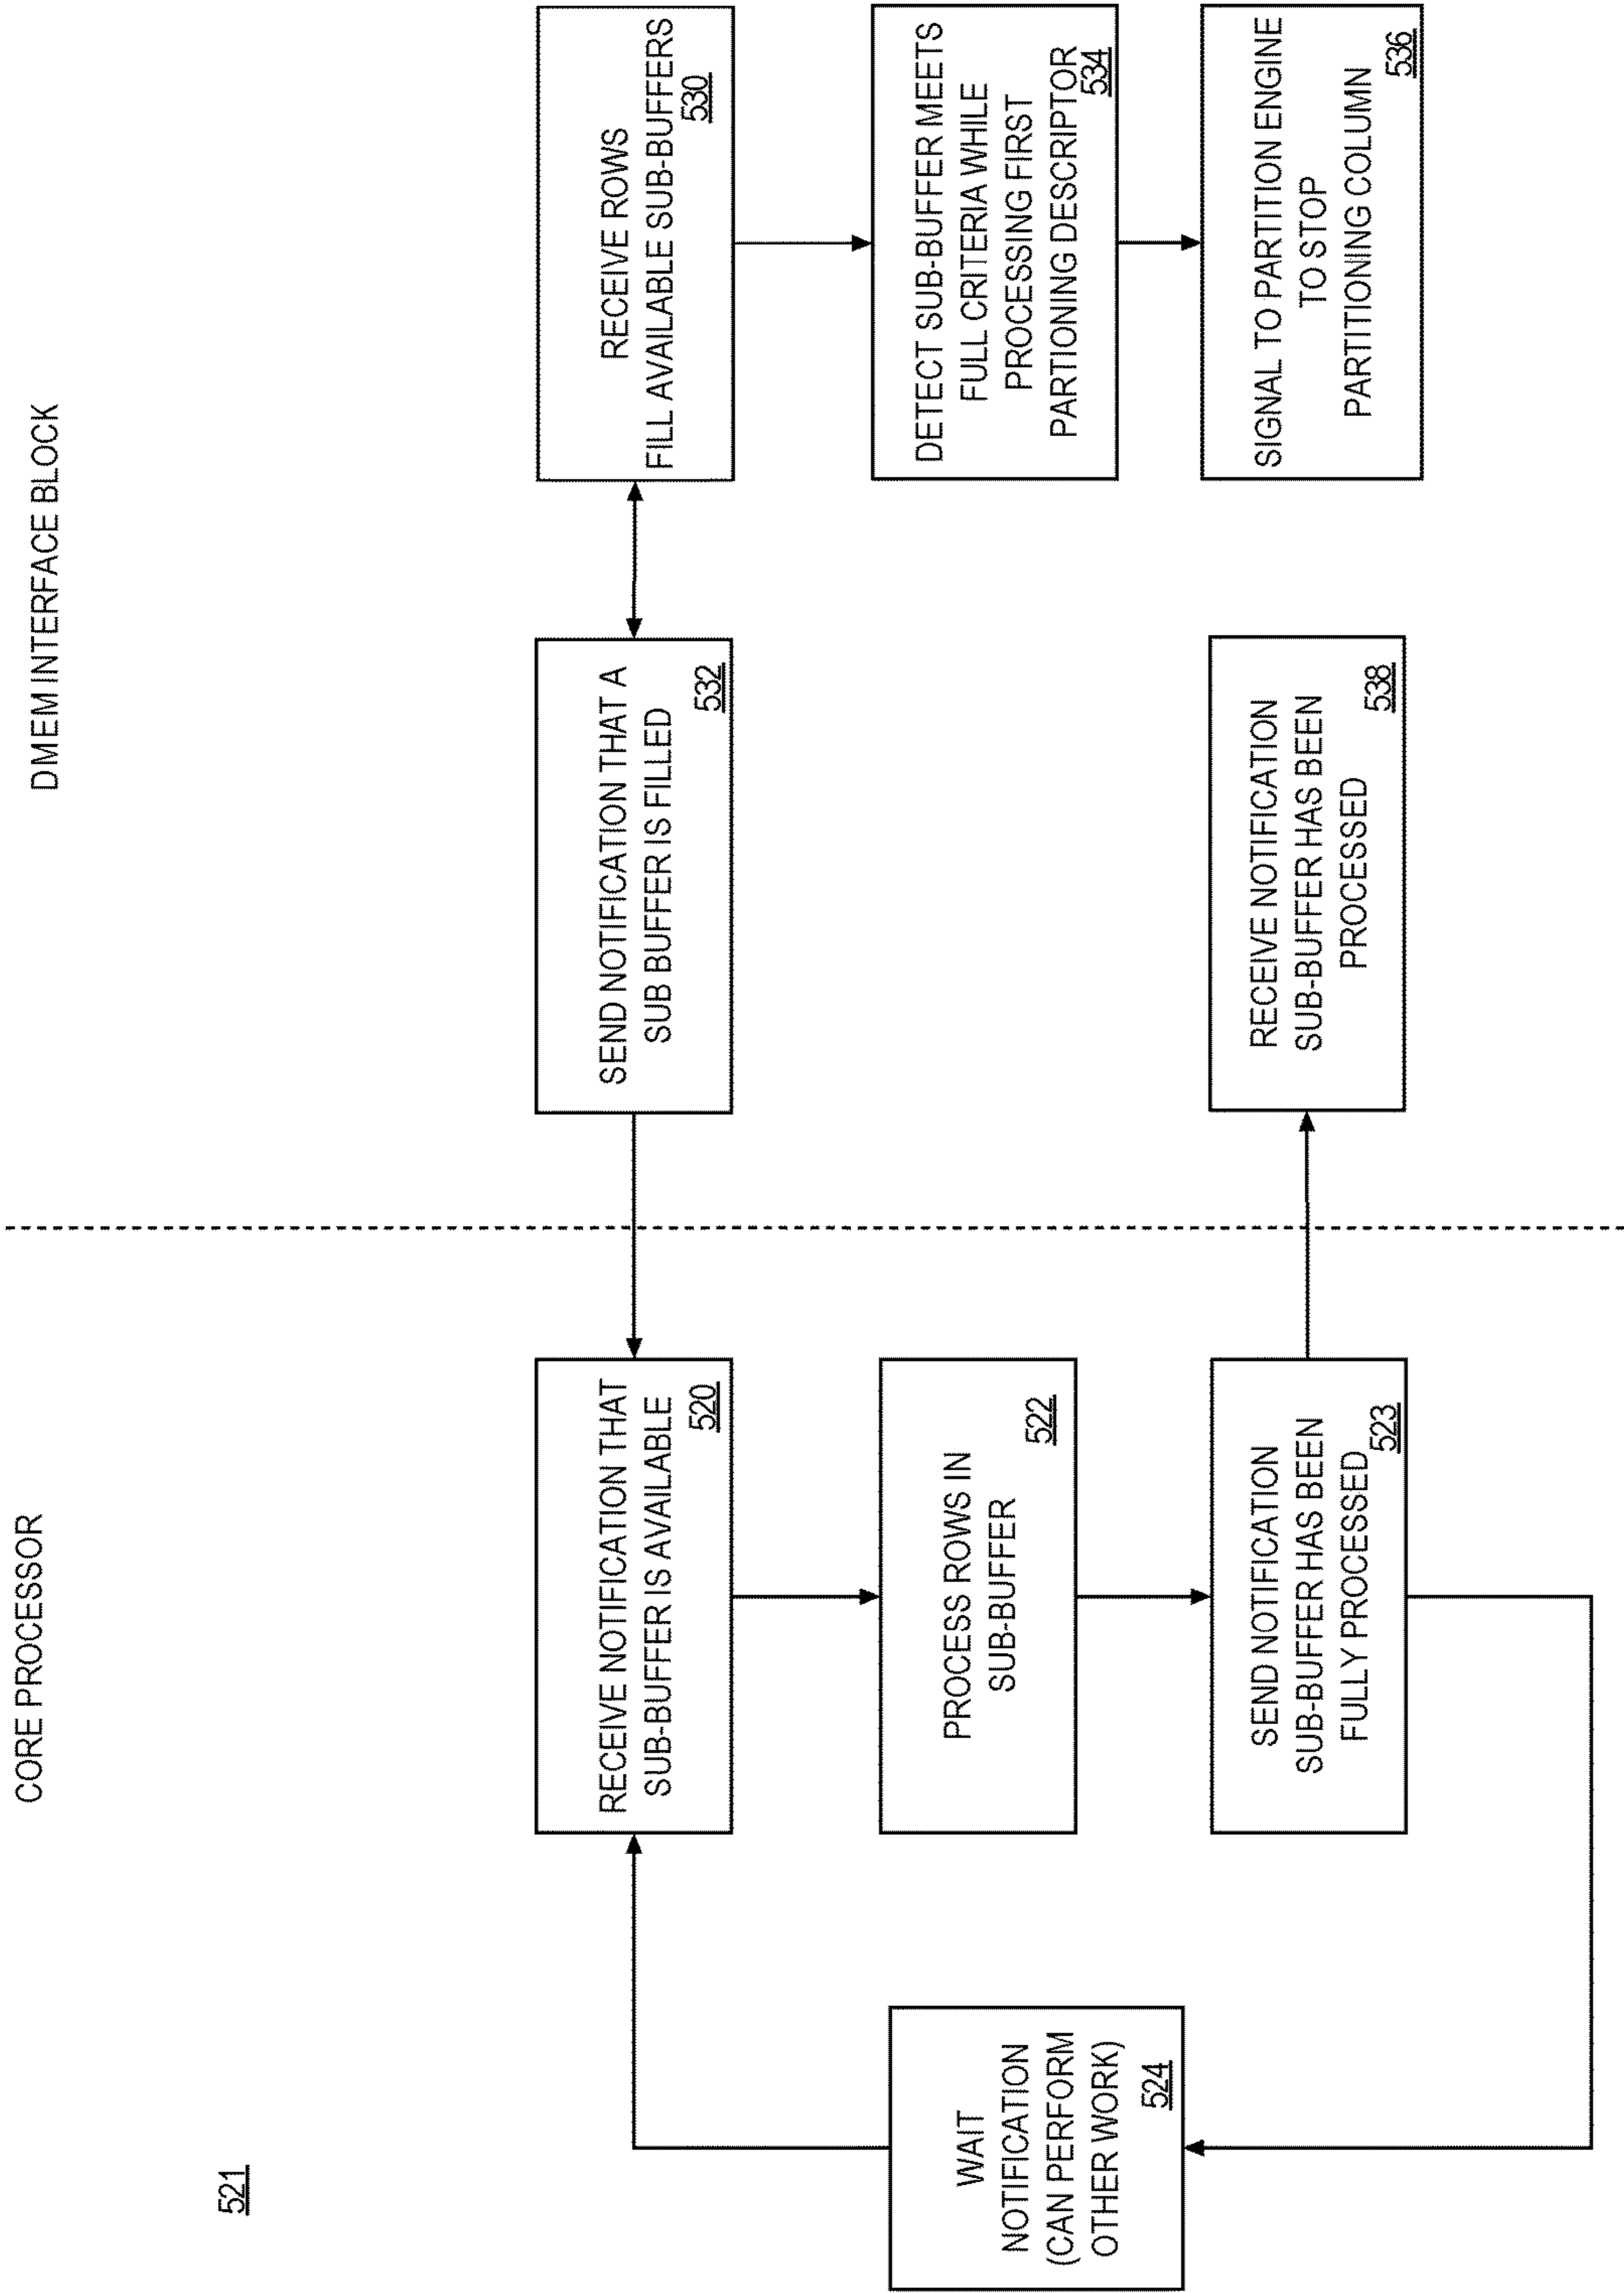 521
CORE PROCESSOR
DMEM INTERFACE BLOCK
WAIT
NOTIFICATION
(CAN PERFORM
OTHER WORK)
524
RECEIVE NOTIFICATION THAT
SUB-BUFFER IS AVAILABLE
520
PROCESS ROWS IN
SUB-BUFFER
522
SEND NOTIFICATION
SUB-BUFFER HAS BEEN
FULLY PROCESSED
523
SEND NOTIFICATION THAT A
SUB BUFFER IS FILLED
532
RECEIVE NOTIFICATION
SUB-BUFFER HAS BEEN
PROCESSED
538
RECEIVE ROWS
FILL AVAILABLE SUB-BUFFERS
530
DETECT SUB-BUFFER MEETS
FULL CRITERIA WHILE
PROCESSING FIRST
PARTIONING DESCRIPTOR
534
SIGNAL TO PARTITION ENGINE
TO STOP
PARTITIONING COLUMN
536